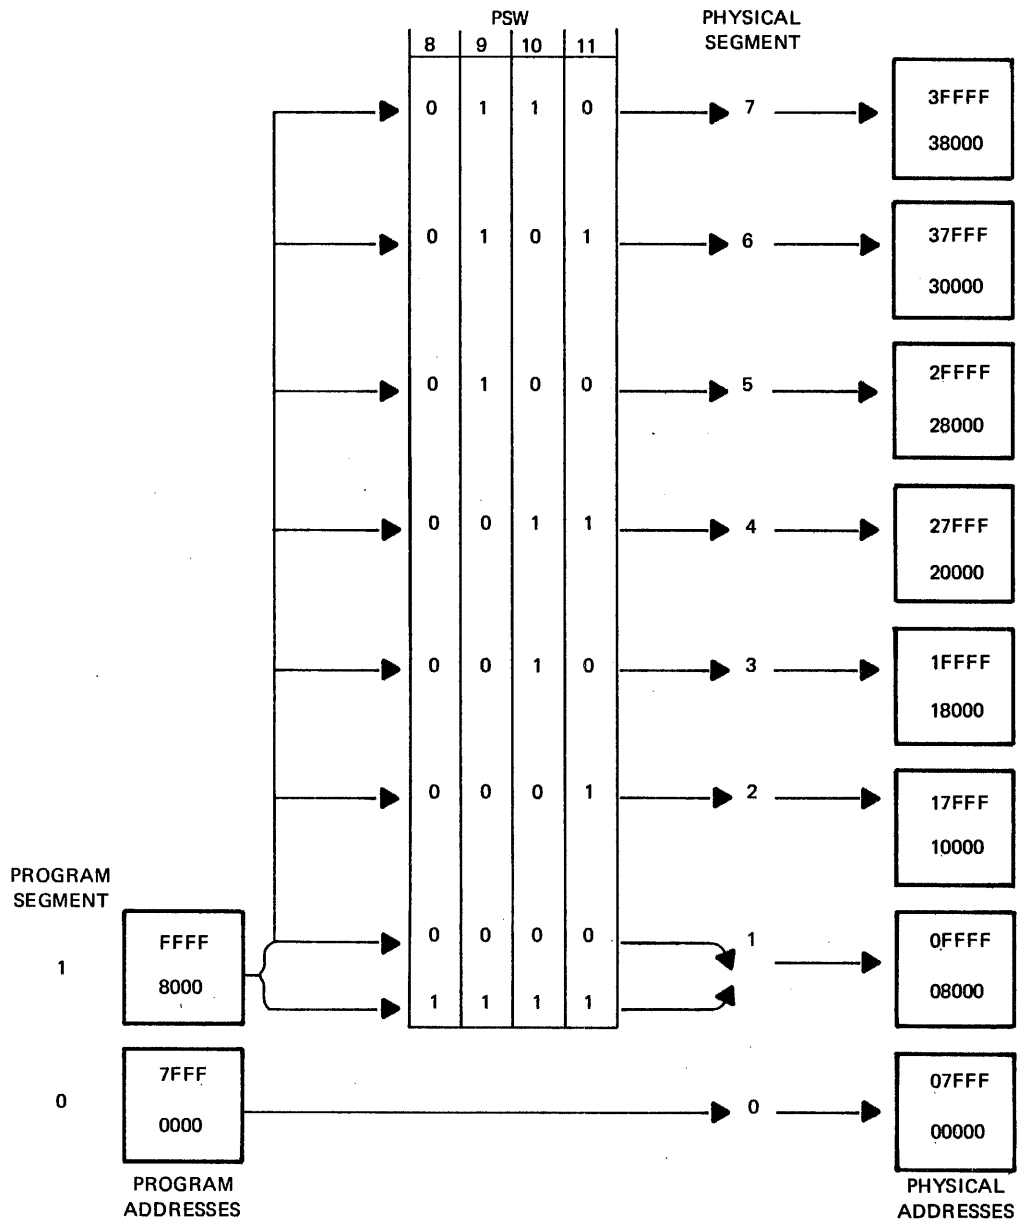 PSW
8 9 10 11
PHYSICAL
SEGMENT
0 1 1 0 7
3FFFF
38000
0 1 0 1 6
37FFF
30000
0 1 0 0 5
2FFFF
28000
0 0 1 1 4
27FFF
20000
0 0 1 0 3
1FFFF
18000
0 0 0 1 2
17FFF
10000
PROGRAM
SEGMENT
1
FFFF
8000
0 0 0 0 1
1 1 1 1
0FFFF
08000
0
7FFF
0000
0
07FFF
00000
PROGRAM
ADDRESSES
PHYSICAL
ADDRESSES